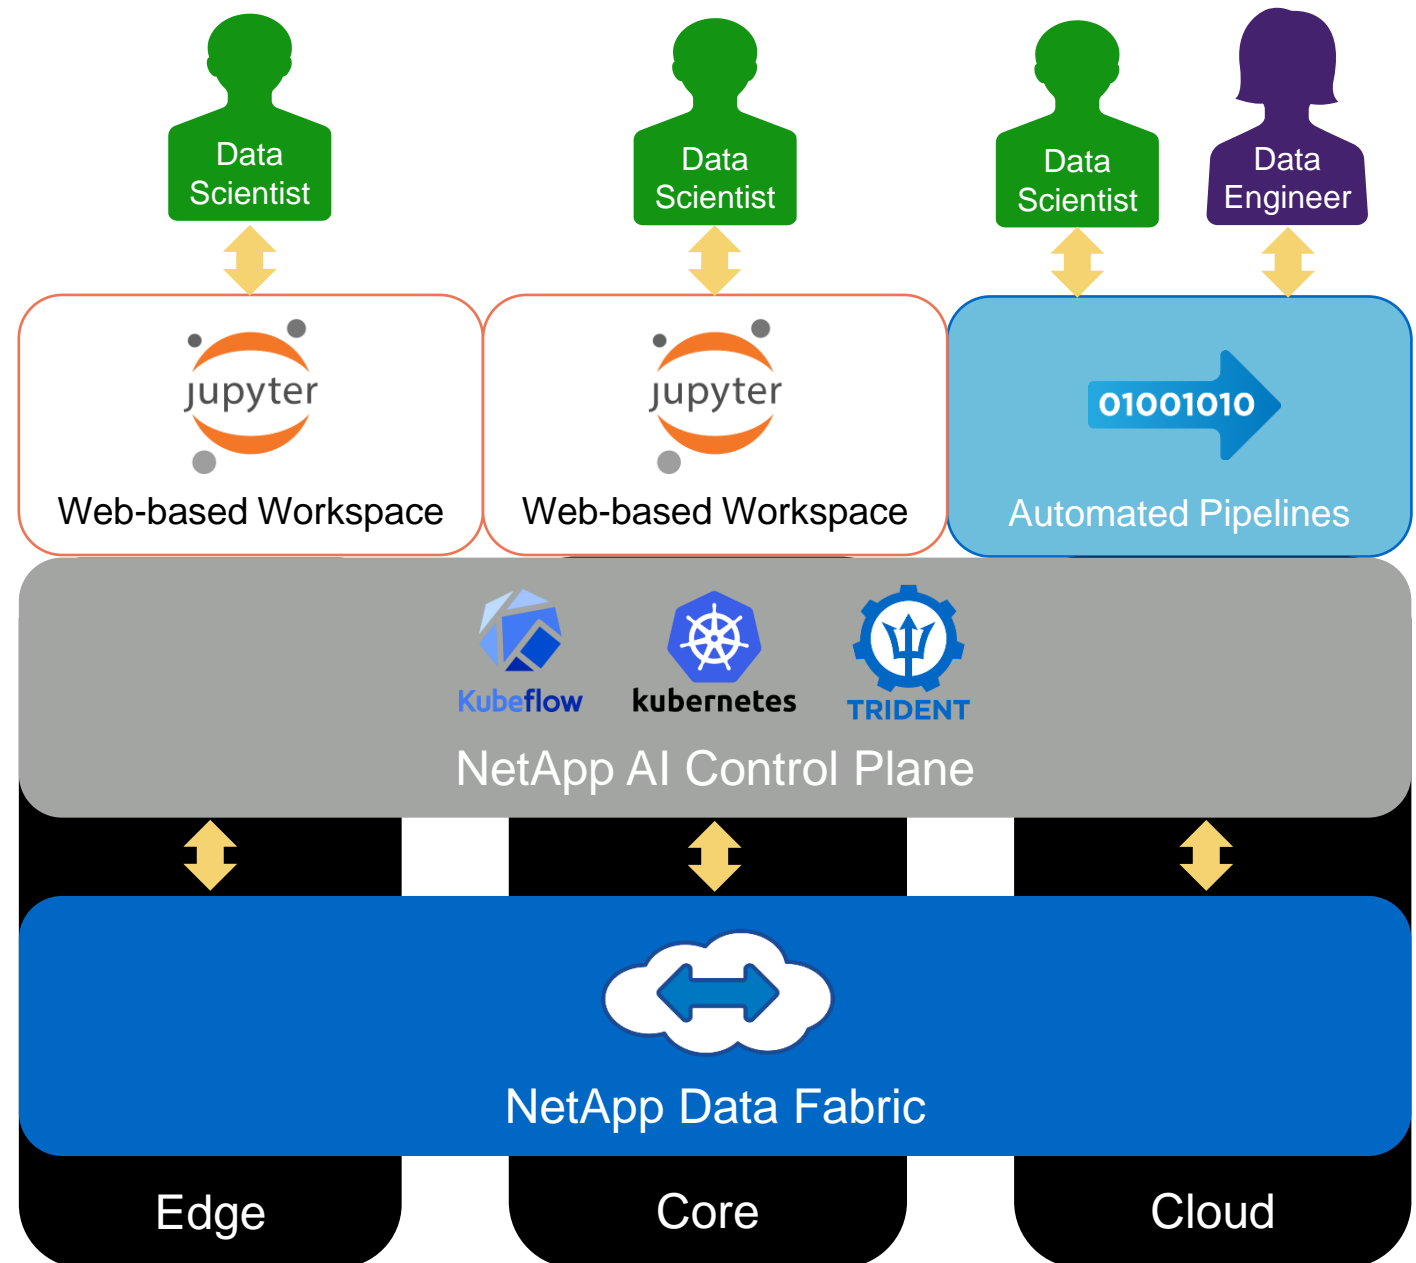 Data
Scientist
Data
Scientist
Data
Scientist
Data
Engineer
jupyter
Web-based Workspace
jupyter
Web-based Workspace
01001010
Automated Pipelines
Kubeflow
kubernetes
TRIDENT
NetApp AI Control Plane
NetApp Data Fabric
Edge
Core
Cloud